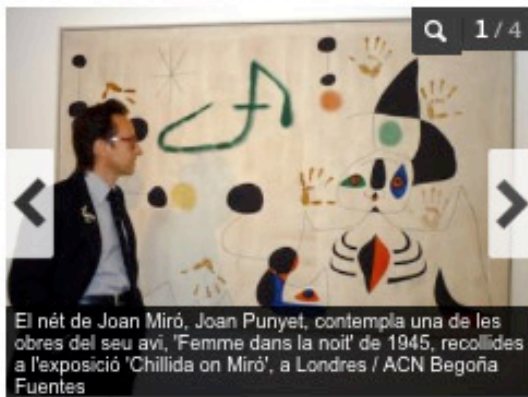 1 / 4
El nét de Joan Miró, Joan Punyet, contempla una de les
obres del seu avi, 'Femme dans la noit' de 1945, recollides
a l'exposició 'Chillida on Miró', a Londres / ACN Begoña
Fuentes